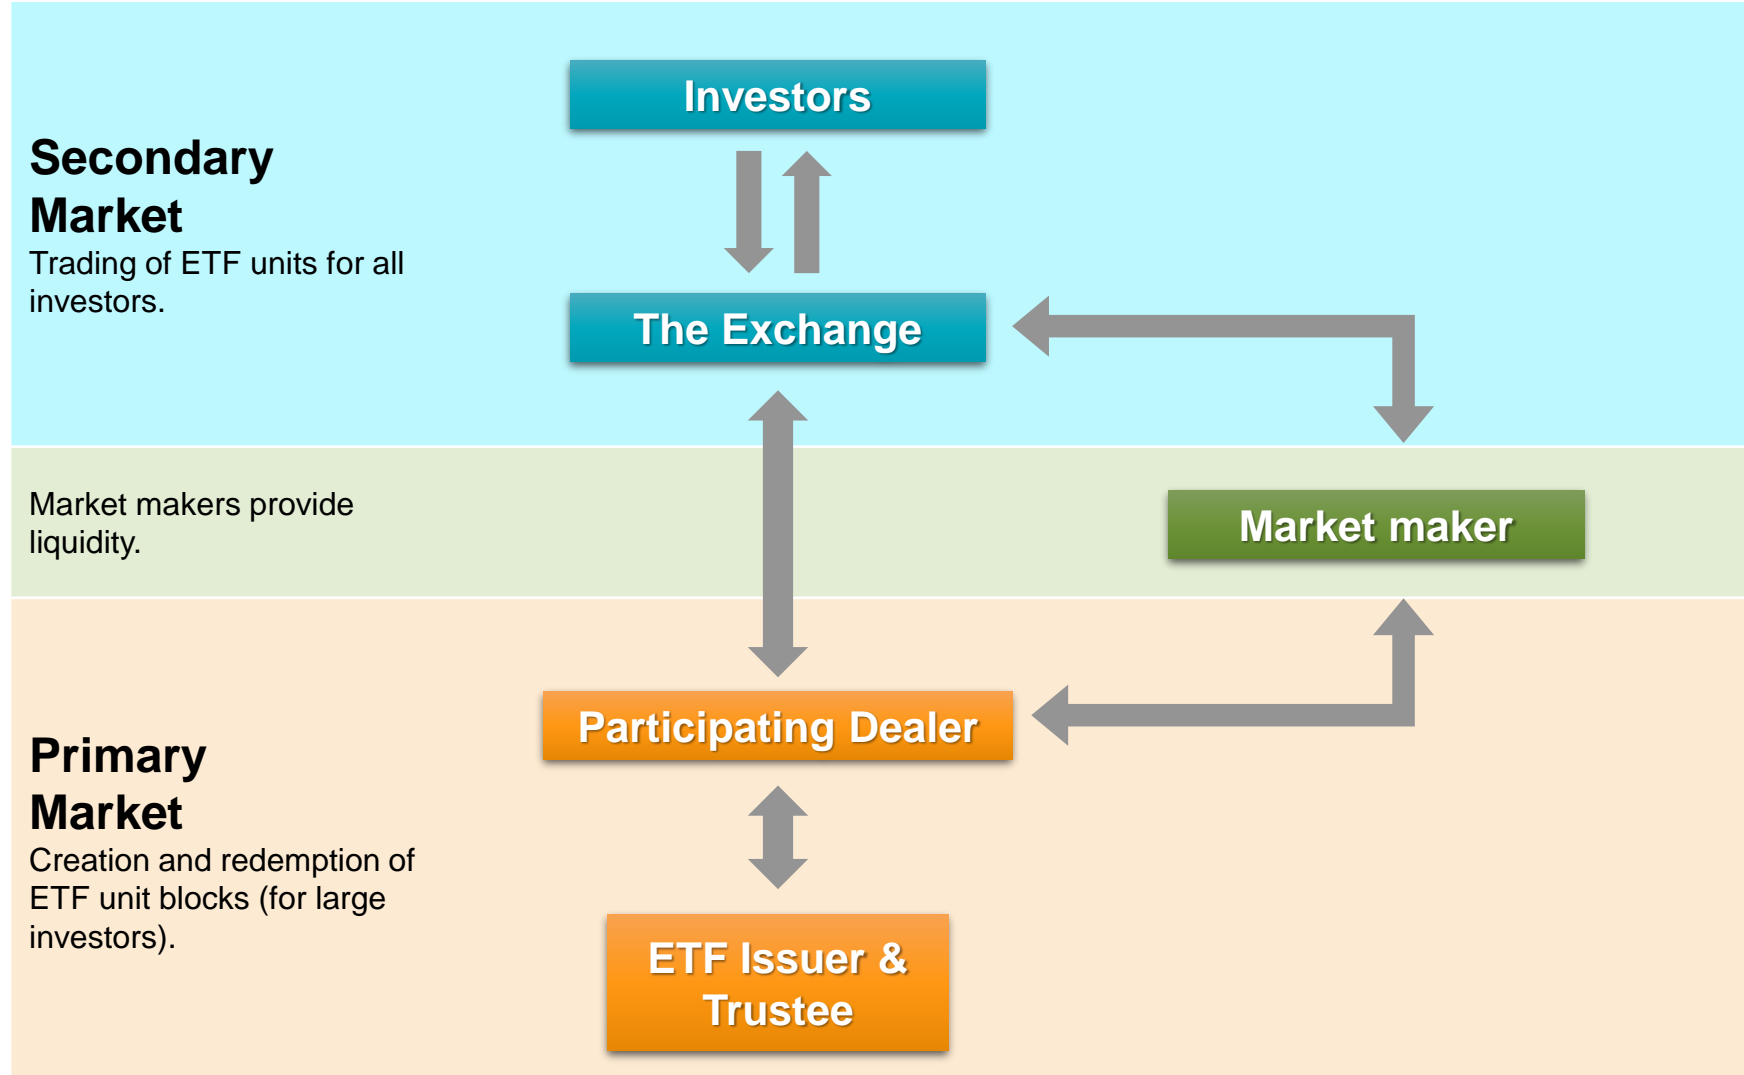 Investors
Secondary
Market
Trading of ETF units for all
investors.
The Exchange
Market makers provide
liquidity.
Market maker
Participating Dealer
Primary
Market
Creation and redemption of
ETF unit blocks (for large
investors).
ETF Issuer &
Trustee